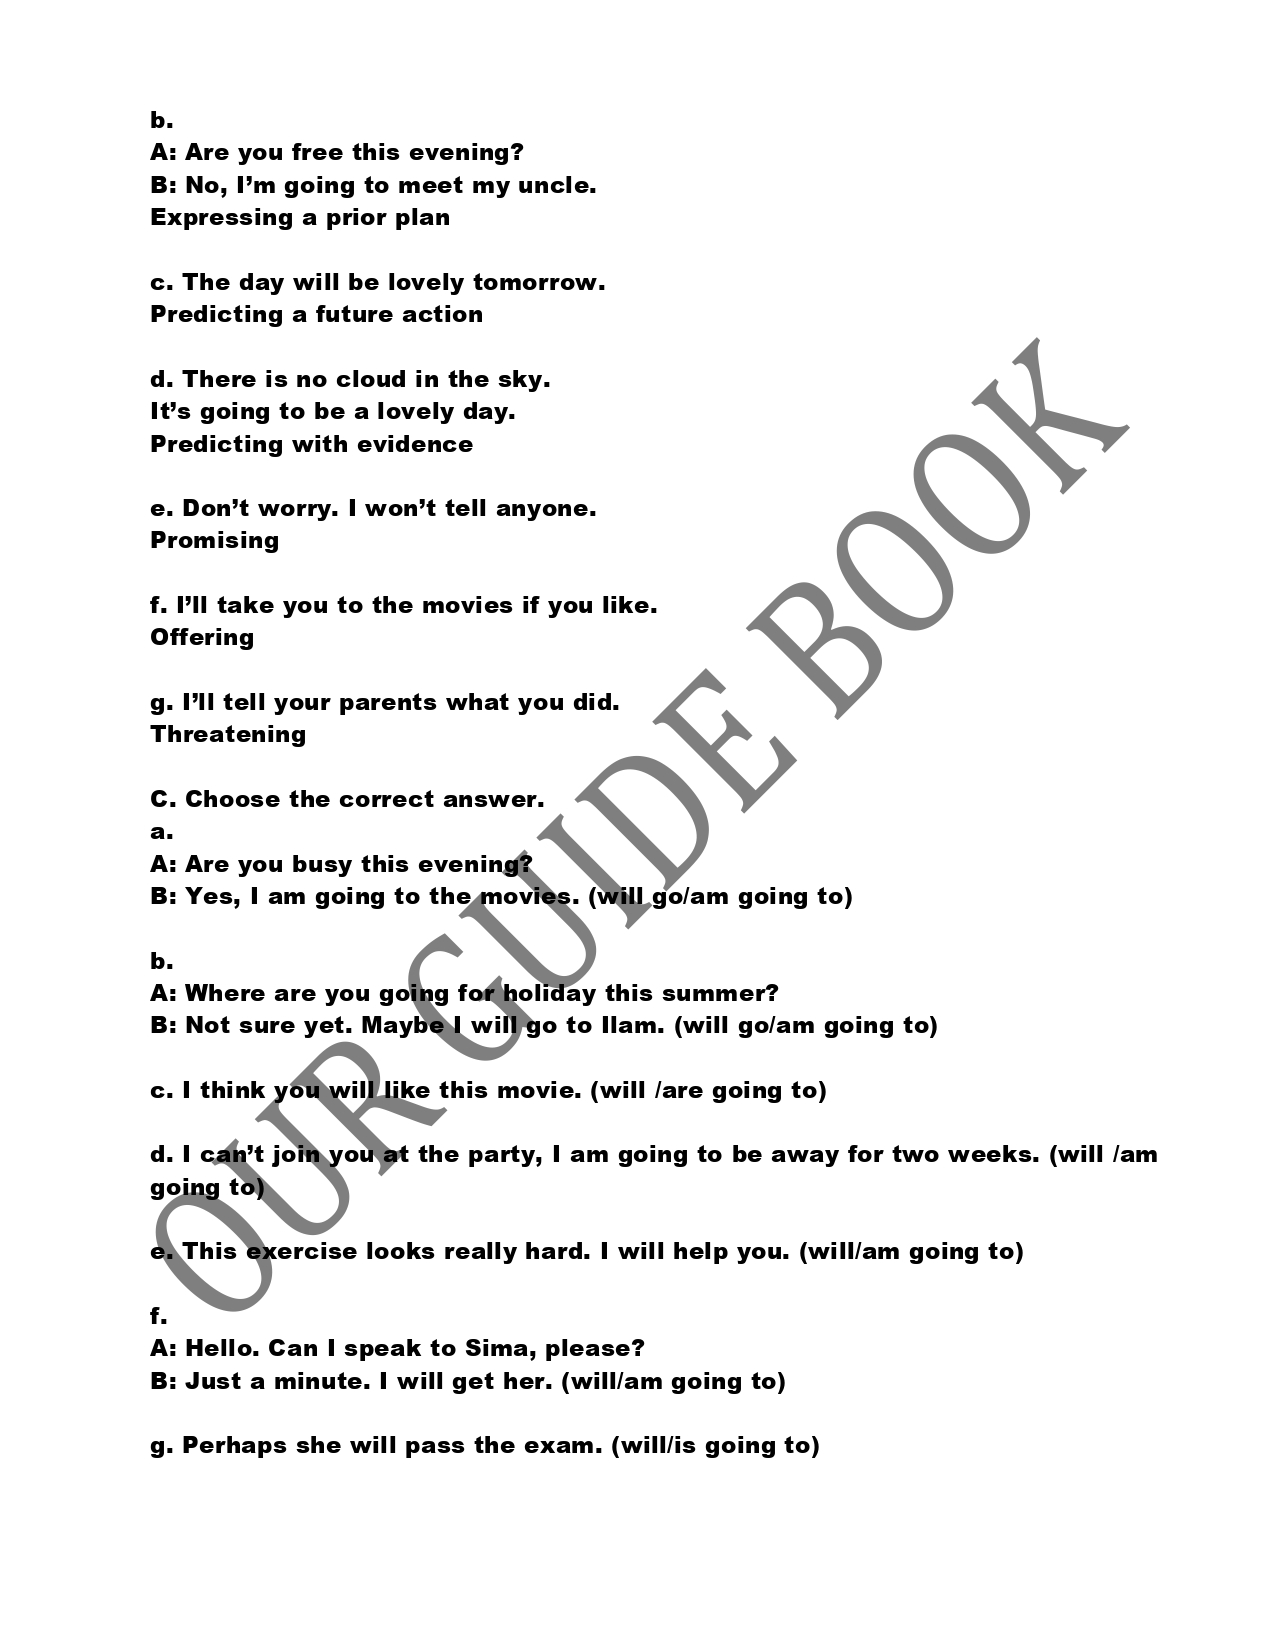 b.
A: Are you free this evening?
B: No, I’m going to meet my uncle.
Expressing a prior plan
c. The day will be lovely tomorrow.
Predicting a future action
d. There is no cloud in the sky.
It’s going to be a lovely day.
Predicting with evidence
e. Don’t worry. I won’t tell anyone.
Promising
f. I’ll take you to the movies if you like.
Offering
g. I’ll tell your parents what you did.
Threatening
C. Choose the correct answer.
a.
A: Are you busy this evening?
B: Yes, I am going to the movies. (will go/am going to)
b.
A: Where are you going for holiday this summer?
B: Not sure yet. Maybe I will go to Ilam. (will go/am going to)
c. I think you will like this movie. (will /are going to)
d. I can’t join you at the party, I am going to be away for two weeks. (will /am
going to)
e. This exercise looks really hard. I will help you. (will/am going to)
f.
A: Hello. Can I speak to Sima, please?
B: Just a minute. I will get her. (will/am going to)
g. Perhaps she will pass the exam. (will/is going to)
OUR GUIDE BOOK